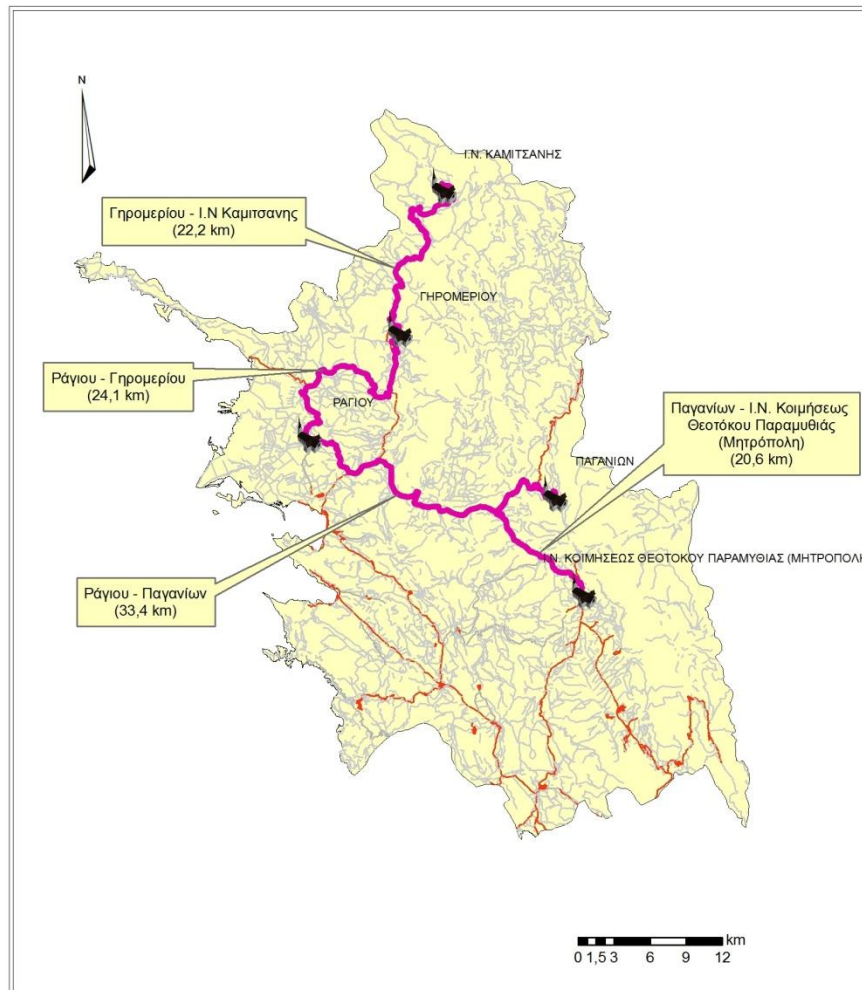 N
Ι.Ν. ΚΑΜΙΤΣΑΝΗΣ
Γηρομερίου - Ι.Ν Καμιτσανης
(22,2 km)
ΓΗΡΟΜΕΡΙΟΥ
Ράγιου - Γηρομερίου
(24,1 km)
ΡΑΓΙΟΥ
Παγανίων - Ι.Ν. Κοιμήσεως
Θεοτόκου Παραμυθιάς
(Μητρόπολη)
(20,6 km)
ΠΑΓΑΝΙΩΝ
Ι.Ν. ΚΟΙΜΗΣΕΩΣ ΘΕΟΤΟΚΟΥ ΠΑΡΑΜΥΘΙΑΣ (ΜΗΤΡΟΠΟΛΗ
Ράγιου - Παγανίων
(33,4 km)
km
0 1,5 3 6 9 12